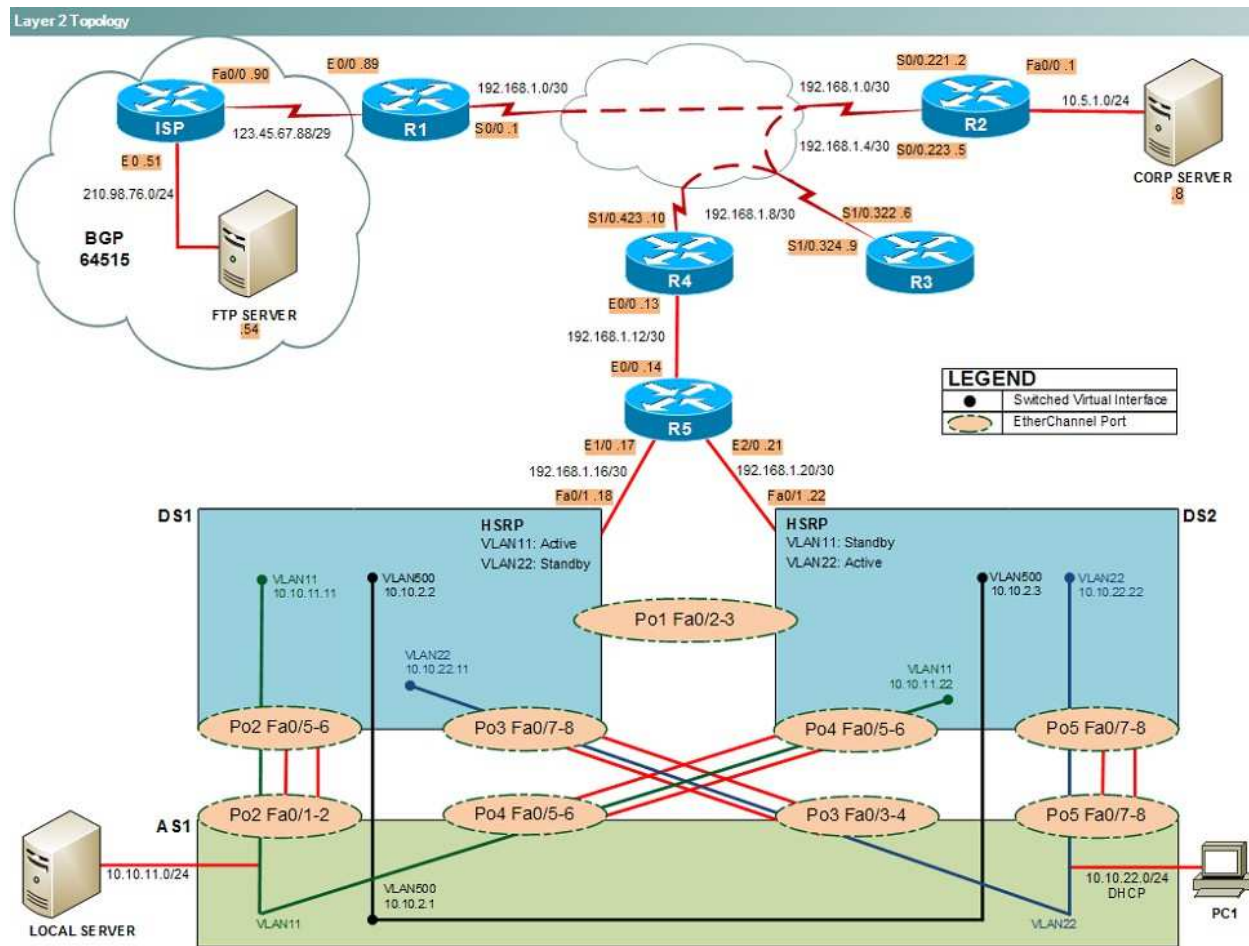 Layer 2 Topology
Fa0/0 .90
E0/0 .89
192.168.1.0/30
192.168.1.0/30
S0/0.221 .2
Fa0/0 .1
ISP
R1
R2
10.5.1.0/24
123.45.67.88/29
S0/0 .1
192.168.1.4/30
S0/0.223 .5
E0 .51
210.98.76.0/24
CORP SERVER
.8
BGP
64515
S1/0.423 .10
192.168.1.8/30
S1/0.322 .6
S1/0.324 .9
R4
R3
FTP SERVER
.54
E0/0 .13
192.168.1.12/30
E0/0 .14
R5
LEGEND
Switched Virtual Interface
EtherChannel Port
E1/0 .17
E2/0 .21
192.168.1.16/30
192.168.1.20/30
Fa0/1 .18
Fa0/1 .22
DS1
HSRP
VLAN11: Active
VLAN22: Standby
HSRP
VLAN11: Standby
VLAN22: Active
DS2
VLAN11
10.10.11.11
VLAN500
10.10.2.2
VLAN500
10.10.2.3
VLAN22
10.10.22.22
Po1 Fa0/2-3
VLAN22
10.10.22.11
VLAN11
10.10.11.22
Po2 Fa0/5-6
Po3 Fa0/7-8
Po4 Fa0/5-6
Po5 Fa0/7-8
AS1
Po2 Fa0/1-2
Po4 Fa0/5-6
Po3 Fa0/3-4
Po5 Fa0/7-8
10.10.11.0/24
10.10.22.0/24
DHCP
VLAN500
10.10.2.1
LOCAL SERVER
VLAN11
VLAN22
PC1